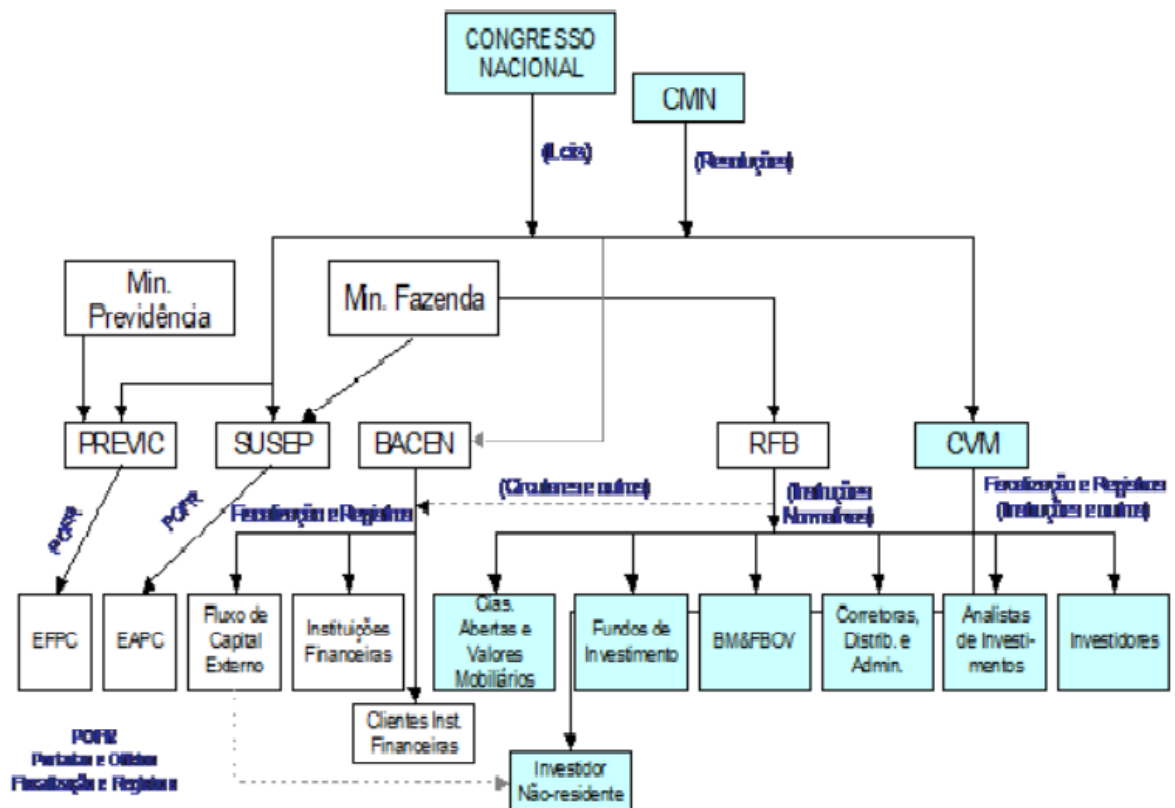 CONGRESSO
NACIONAL
CMN
(Leis)
(Resoluções)
Min.
Previdência
Min. Fazenda
PREVIC
SUSEP
BACEN
RFB
CVM
(Circulares e outros)
(Instruções
Normativas)
Fiscalização e Registros
(Instruções e outros)
POFR
POFR
Fiscalização e Registros
EFPC
EAPC
Fluxo de
Capital
Externo
Instituições
Financeiras
Cias.
Abertas e
Valores
Mobiliários
Fundos de
Investimento
BM&FBOV
Corretoras,
Distrib. e
Admin.
Analistas
de Investi-
mentos
Investidores
Clientes Inst.
Financeiras
Investidor
Não-residente
POFR
Portarias e Ofícios
Fiscalização e Registros